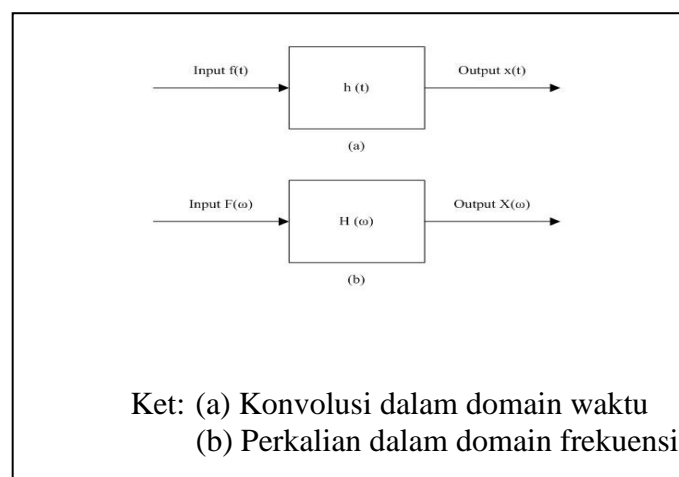 Input f(t)
h (t)
Output x(t)
(a)
Input F(ω)
H (ω)
Output X(ω)
(b)
Ket: (a) Konvolusi dalam domain waktu
(b) Perkalian dalam domain frekuensi